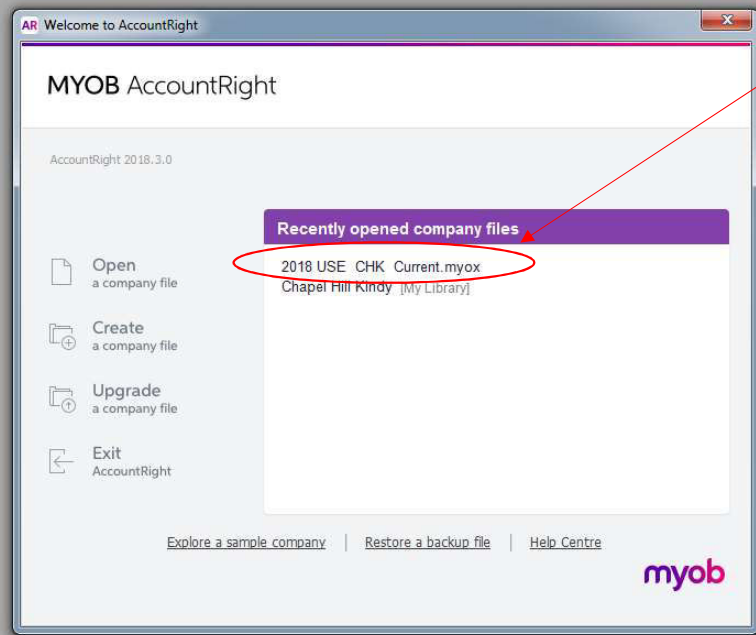 AR Welcome to AccountRight
MYOB AccountRight
AccountRight 2018.3.0
Recently opened company files
2018 USE CHK Current.myox
Chapel Hill Kindy [My Library]
Open
a company file
Create
a company file
Upgrade
a company file
Exit
AccountRight
Explore a sample company | Restore a backup file | Help Centre
myob